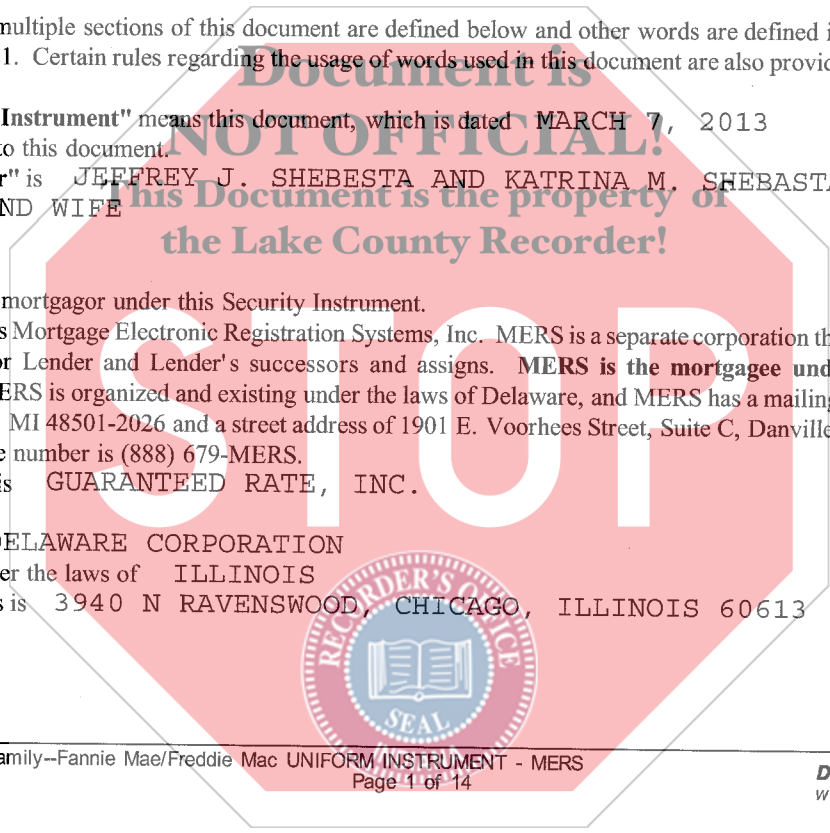 multiple sections of this document are defined below and other words are defined i
1. Certain rules regarding the usage of words used in this document are also provid
Document is
Instrument" means this document, which is dated MARCH 7, 2013
NOT OFFICIAL!
to this document.
r" is JEFFREY J. SHEBESTA AND KATRINA M. SHEBASTA
This Document is the property of
ND WIFE
the Lake County Recorder!
mortgagor under this Security Instrument.
s Mortgage Electronic Registration Systems, Inc. MERS is a separate corporation th
or Lender and Lender's successors and assigns. MERS is the mortgagee und
ERS is organized and existing under the laws of Delaware, and MERS has a mailing
MI 48501-2026 and a street address of 1901 E. Voorhees Street, Suite C, Danville
e number is (888) 679-MERS.
STOP
is GUARANTEED RATE, INC.
DELAWARE CORPORATION
er the laws of ILLINOIS
s is 3940 N RAVENSWOOD, CHICAGO, ILLINOIS 60613
RECORDER'S OFFICE
SEAL
INDIANA
amily--Fannie Mae/Freddie Mac UNIFORM INSTRUMENT - MERS
Page 1 of 14
D
w